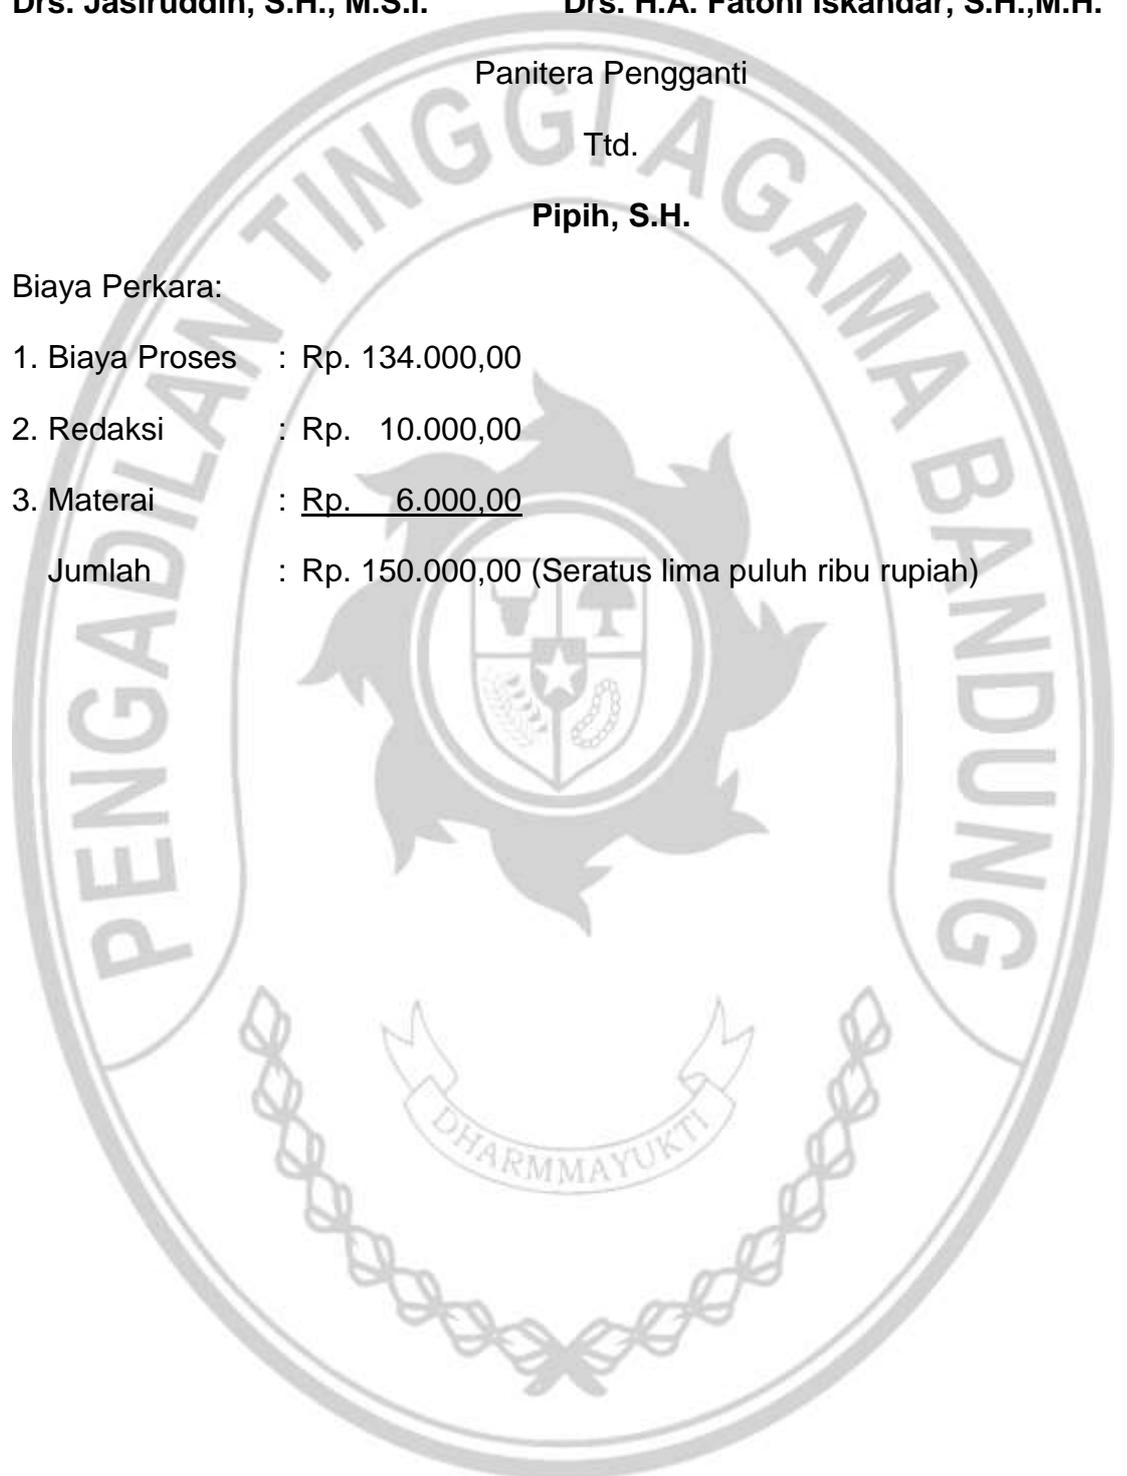 Drs. Jasiruddin, S.H., M.S.I. Drs. H.A. Fatoni Iskandar, S.H.,M.H.
Panitera Pengganti
Ttd.
Pipih, S.H.
Biaya Perkara:
1. Biaya Proses : Rp. 134.000,00
2. Redaksi : Rp. 10.000,00
3. Materai : Rp. 6.000,00
Jumlah : Rp. 150.000,00 (Seratus lima puluh ribu rupiah)
PENGADILAN TINGGI AGAMA BANDUNG
DHARMMAYUKTI